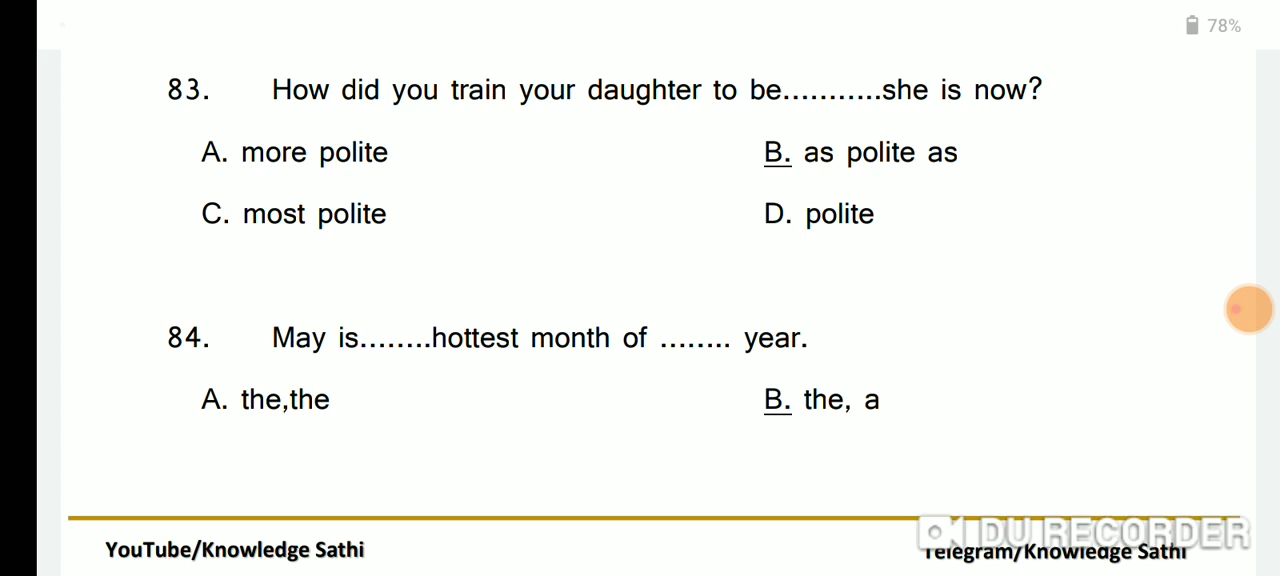 78%
83. How did you train your daughter to be...........she is now?
A. more polite B. as polite as
C. most polite D. polite
84. May is........hottest month of ........ year.
A. the,the B. the, a
DU RECORDER
YouTube/Knowledge Sathi Telegram/Knowledge Sathi